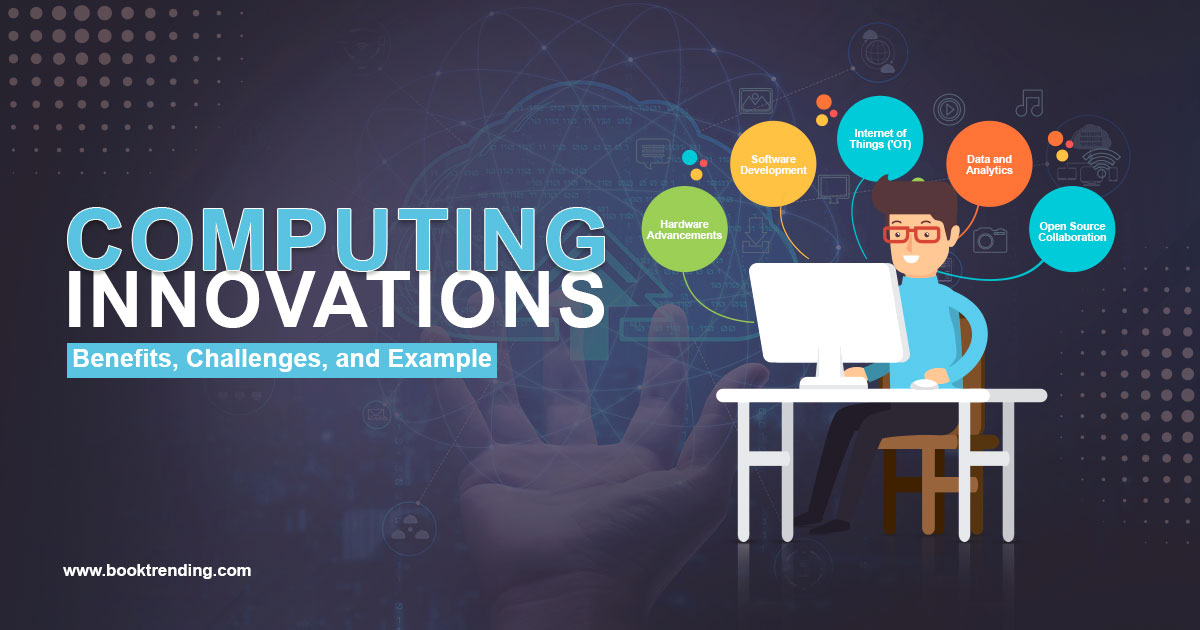 COMPUTING
INNOVATIONS
Benefits, Challenges, and Example
Hardware
Advancements
Software
Development
Internet of
Things ('OT)
Data and
Analytics
Open Source
Collaboration
www.booktrending.com